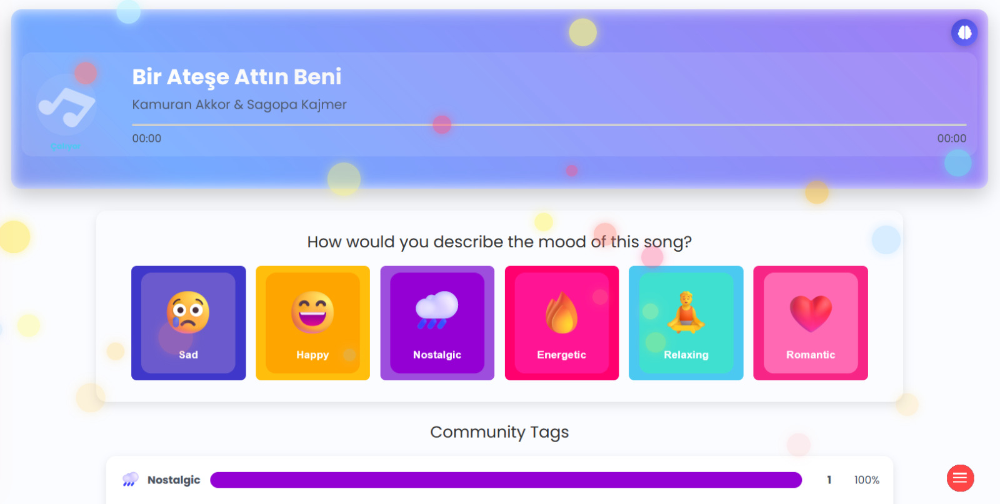 Bir Ateşe Attın Beni
Kamuran Akkor & Sagopa Kajmer
00:00 00:00
How would you describe the mood of this song?
Sad Happy Nostalgic Energetic Relaxing Romantic
Community Tags
Nostalgic 1 100%